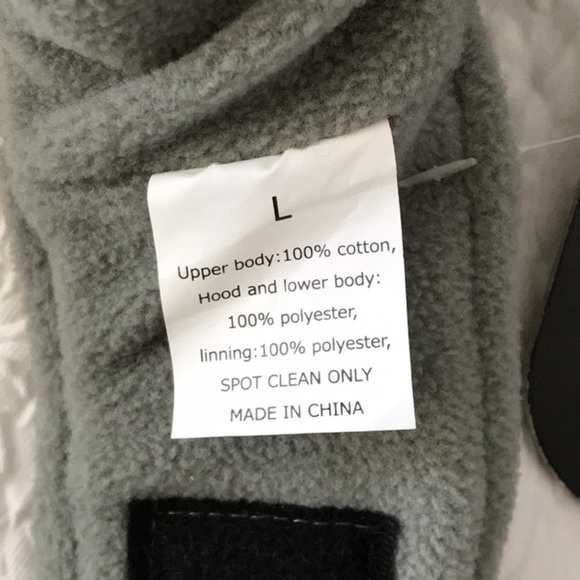 L
Upper body:100% cotton,
Hood and lower body:
100% polyester,
linning:100% polyester,
SPOT CLEAN ONLY
MADE IN CHINA